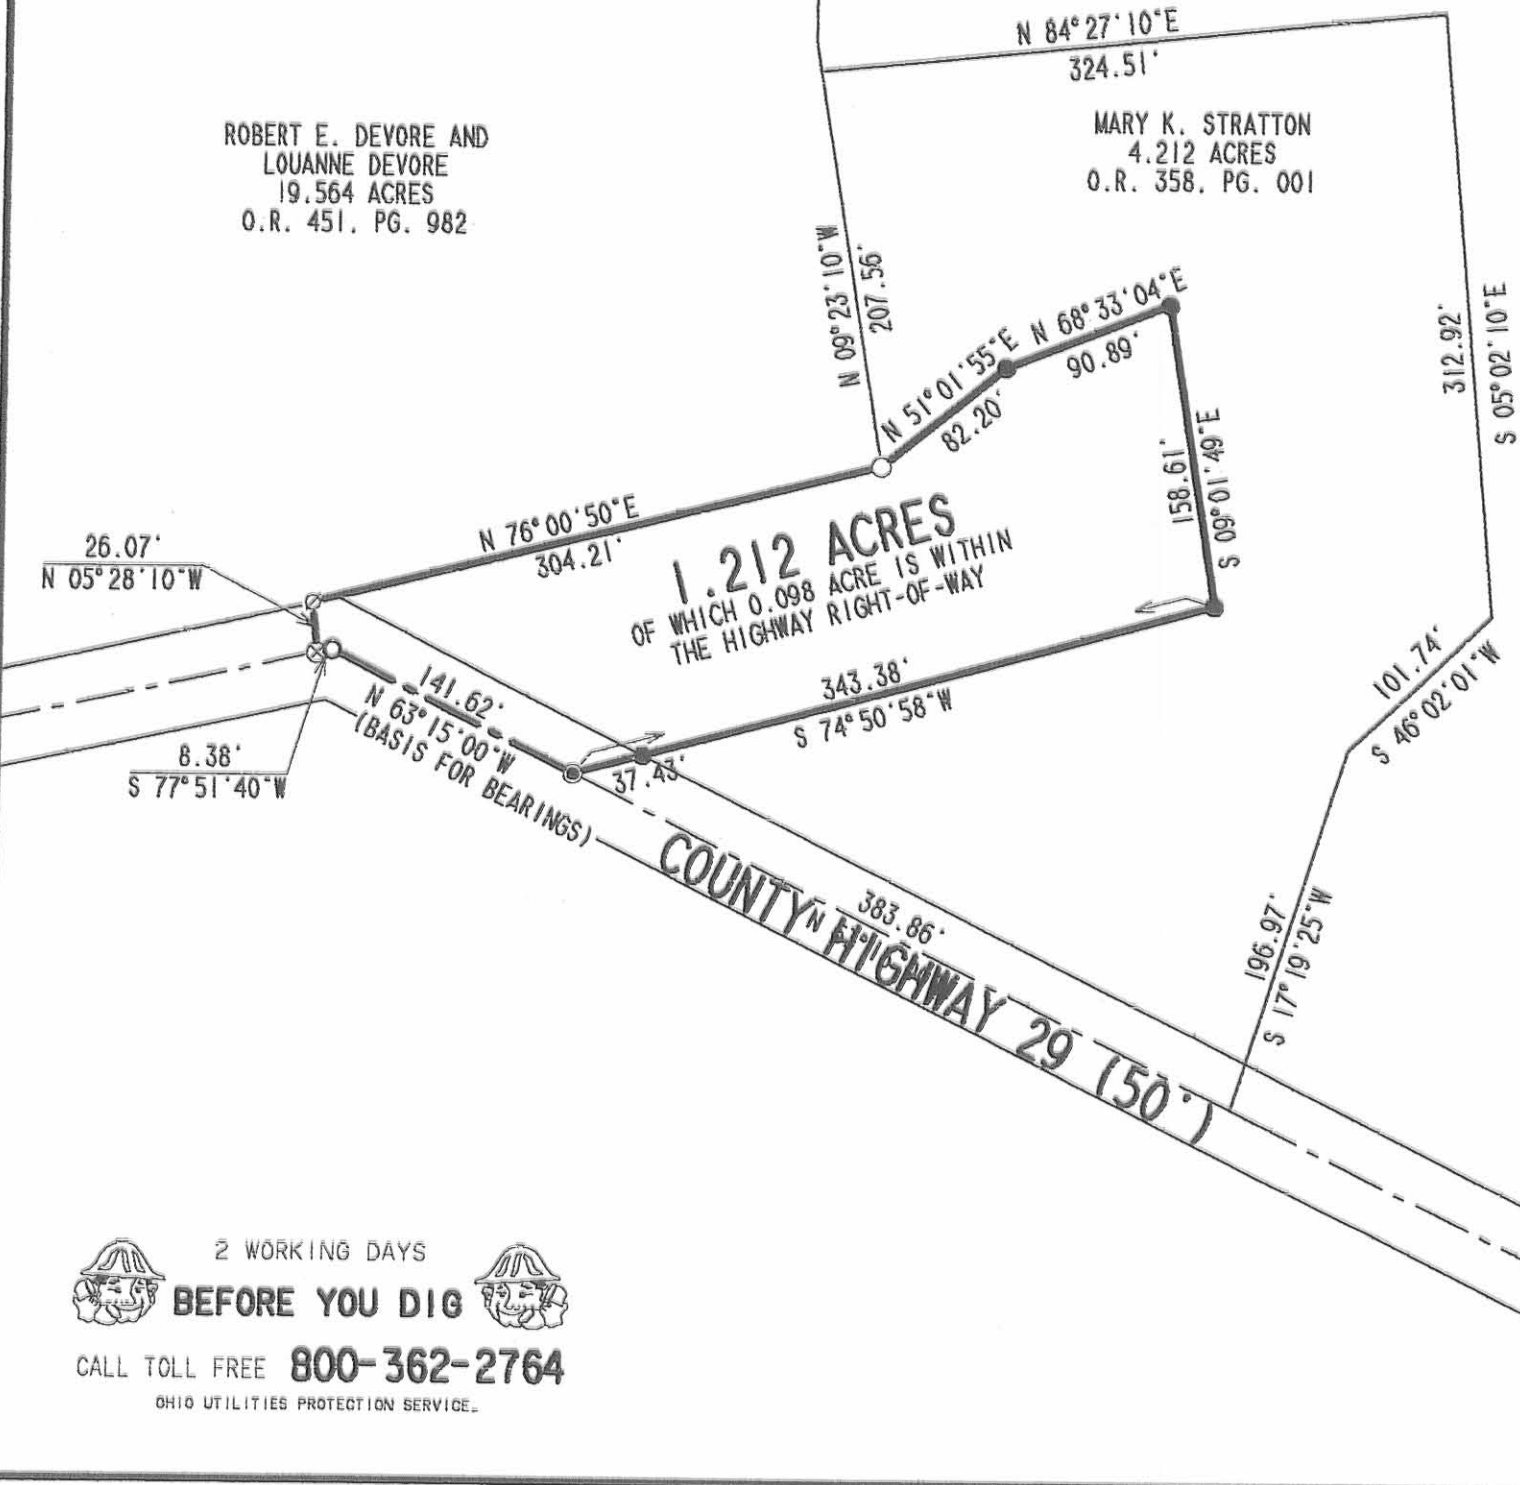 N 84°27'10"E
324.51'
ROBERT E. DEVORE AND
LOUANNE DEVORE
19.564 ACRES
O.R. 451, PG. 982
MARY K. STRATTON
4.212 ACRES
O.R. 358, PG. 001
N 09°23'10"W
207.56'
312.92'
S 05°02'10"E
N 51°01'55"E
82.20'
N 68°33'04"E
90.89'
158.61'
S 09°01'49"E
N 76°00'50"E
304.21'
1.212 ACRES
OF WHICH 0.098 ACRE IS WITHIN
THE HIGHWAY RIGHT-OF-WAY
26.07'
N 05°28'10"W
8.38'
S 77°51'40"W
141.62'
N 63°15'00"W
(BASIS FOR BEARINGS)
343.38'
S 74°50'58"W
37.43'
101.74'
S 46°02'01"W
196.97'
S 17°19'25"W
383.86'
N
COUNTY HIGHWAY 29 (50')
2 WORKING DAYS
BEFORE YOU DIG
CALL TOLL FREE 800-362-2764
OHIO UTILITIES PROTECTION SERVICE.